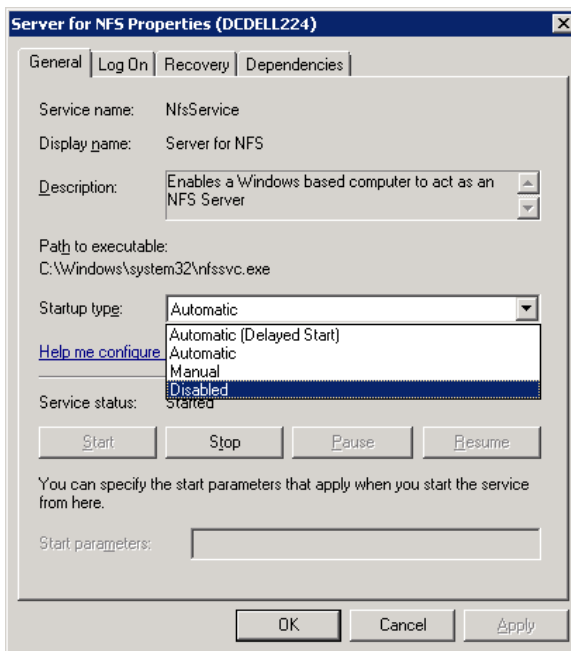 Server for NFS Properties (DCDELL224)
General Log On Recovery Dependencies
Service name: NfsService
Display name: Server for NFS
Description: Enables a Windows based computer to act as an
NFS Server
Path to executable:
C:\Windows\system32\nfssvc.exe
Startup type: Automatic
Automatic (Delayed Start)
Help me configure Automatic
Manual
Disabled
Service status: Started
Start Stop Pause Resume
You can specify the start parameters that apply when you start the service
from here.
Start parameters:
OK Cancel Apply